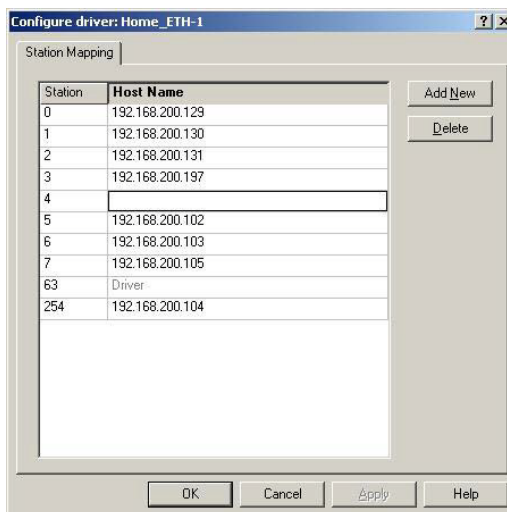 Configure driver: Home_ETH-1
Station Mapping
Station Host Name
0 192.168.200.129
1 192.168.200.130
2 192.168.200.131
3 192.168.200.197
4
5 192.168.200.102
6 192.168.200.103
7 192.168.200.105
63 Driver
254 192.168.200.104
Add New
Delete
OK Cancel Apply Help